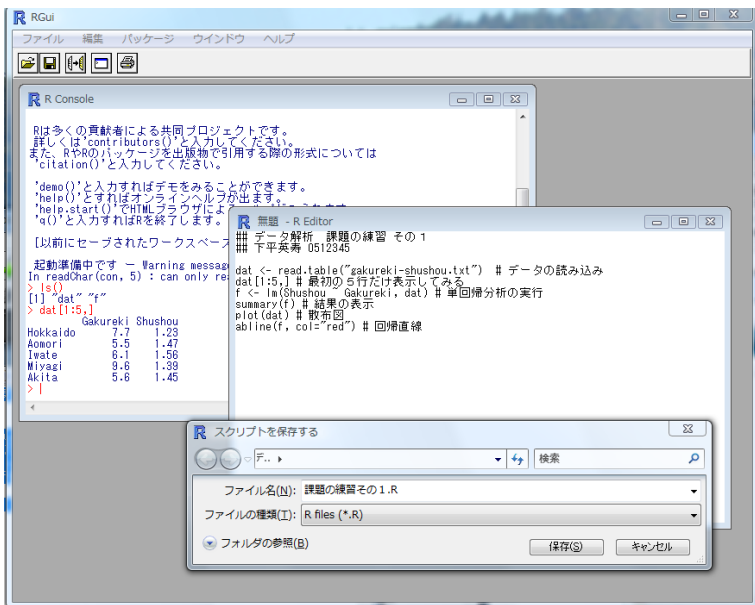 RGui
ファイル 編集 パッケージ ウインドウ ヘルプ
R Console
Rは多くの貢献者による共同プロジェクトです。
詳しくは'contributors()'と入力してください。
また、RやRのパッケージを出版物で引用する際の形式については
'citation()'と入力してください。
'demo()'と入力すればデモをみることができます。
'help()'とすればオンラインヘルプが出ます。
'help.start()'でHTMLブラウザによる
'q()'と入力すればRを終了します。
[以前にセーブされたワークスペース
起動準備中です - Warning messag
In readChar(con, 5) : can only re
> ls()
[1] "dat" "f"
> dat[1:5,]
Gakureki Shushou
Hokkaido 7.7 1.23
Aomori 5.5 1.47
Iwate 6.1 1.56
Miyagi 9.6 1.39
Akita 5.6 1.45
>
無題 - R Editor
## データ解析 課題の練習 その1
## 下平英寿 0512345
dat <- read.table("gakureki-shushou.txt") # データの読み込み
dat[1:5,] # 最初の5行だけ表示してみる
f <- lm(Shushou ~ Gakureki, dat) # 単回帰分析の実行
summary(f) # 結果の表示
plot(dat) # 散布図
abline(f, col="red") # 回帰直線
スクリプトを保存する
デ..
検索
ファイル名(N): 課題の練習その1.R
ファイルの種類(T): R files (*.R)
フォルダの参照(B)
保存(S) キャンセル